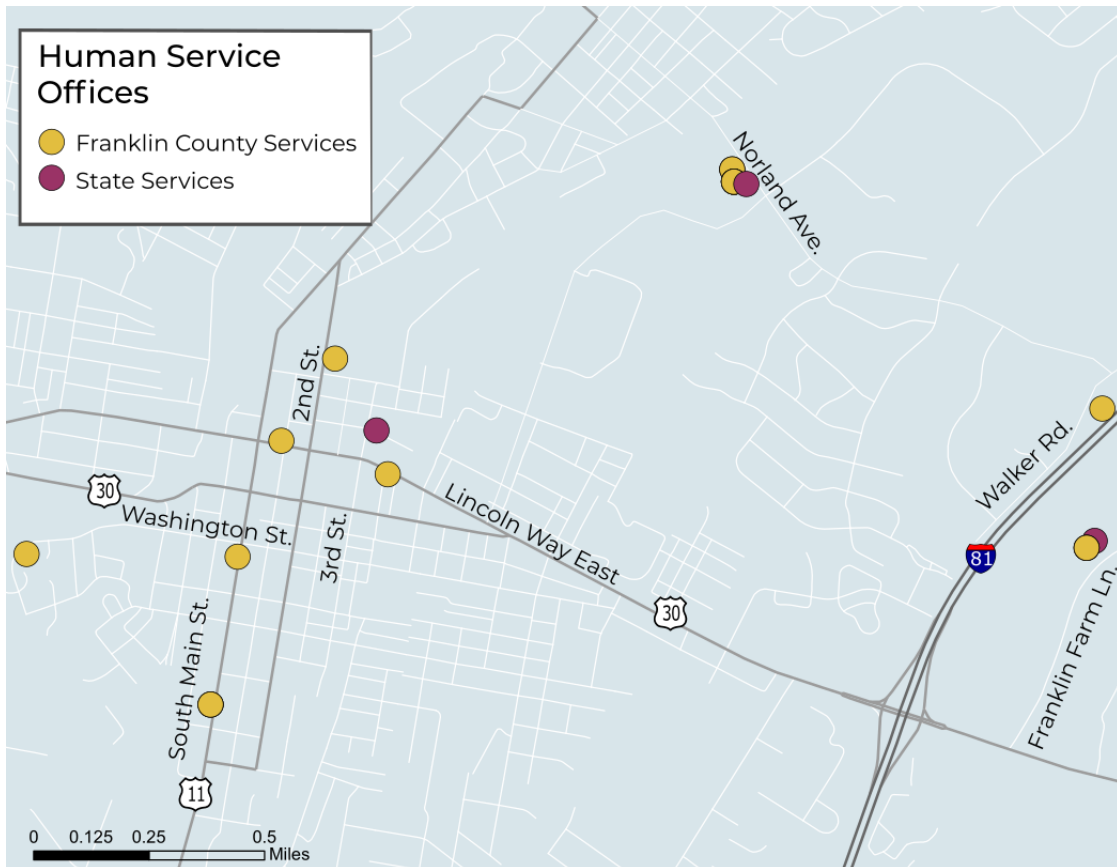 Human Service
Offices
Franklin County Services
State Services
Norland Ave.
2nd St.
Walker Rd.
30
Washington St.
3rd St.
Lincoln Way East
81
30
South Main St.
Franklin Farm Ln.
11
0 0.125 0.25 0.5
Miles